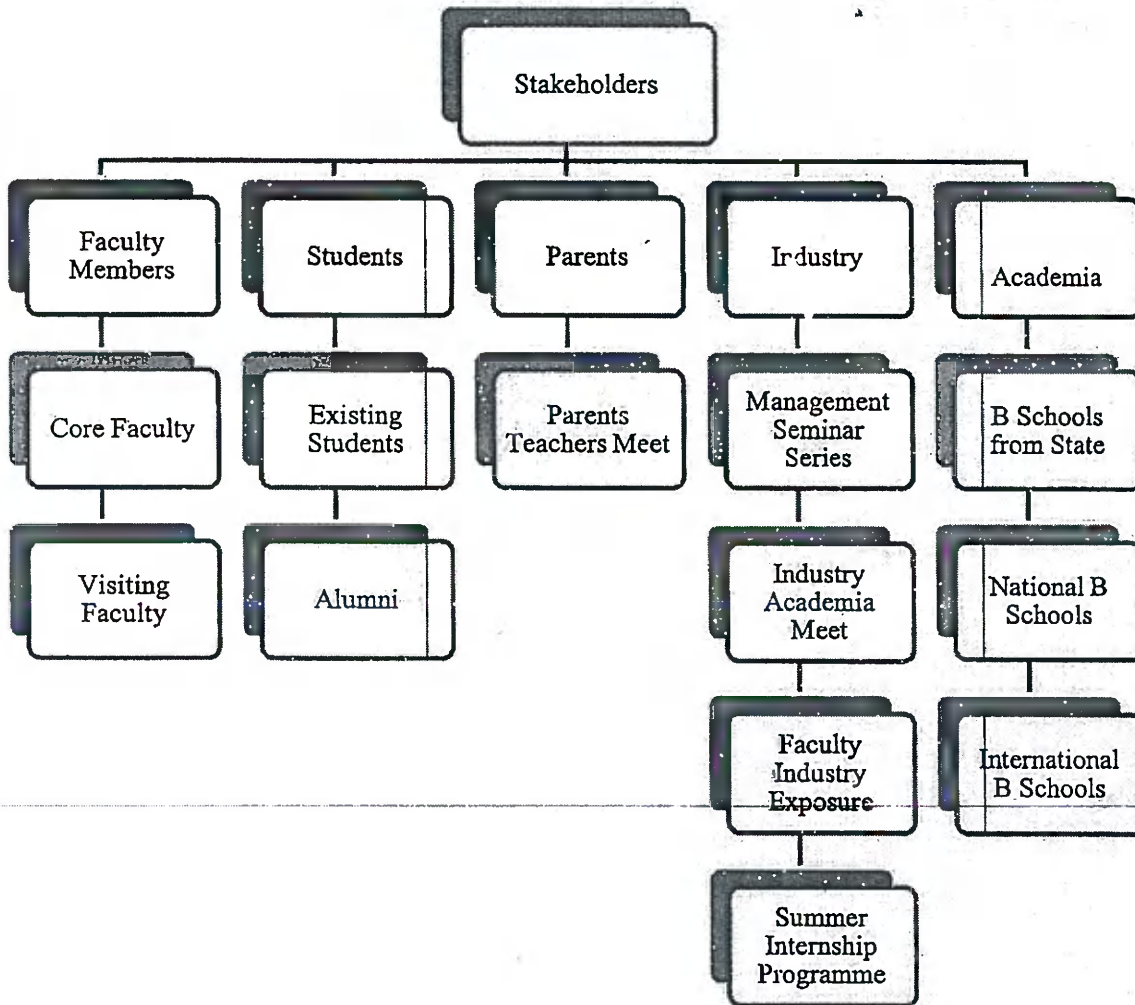 Stakeholders
Faculty
Members
Students
Parents
Industry
Academia
Core Faculty
Existing
Students
Parents
Teachers Meet
Management
Seminar
Series
B Schools
from State
Visiting
Faculty
Alumni
Industry
Academia
Meet
National B
Schools
Faculty
Industry
Exposure
International
B Schools
Summer
Internship
Programme